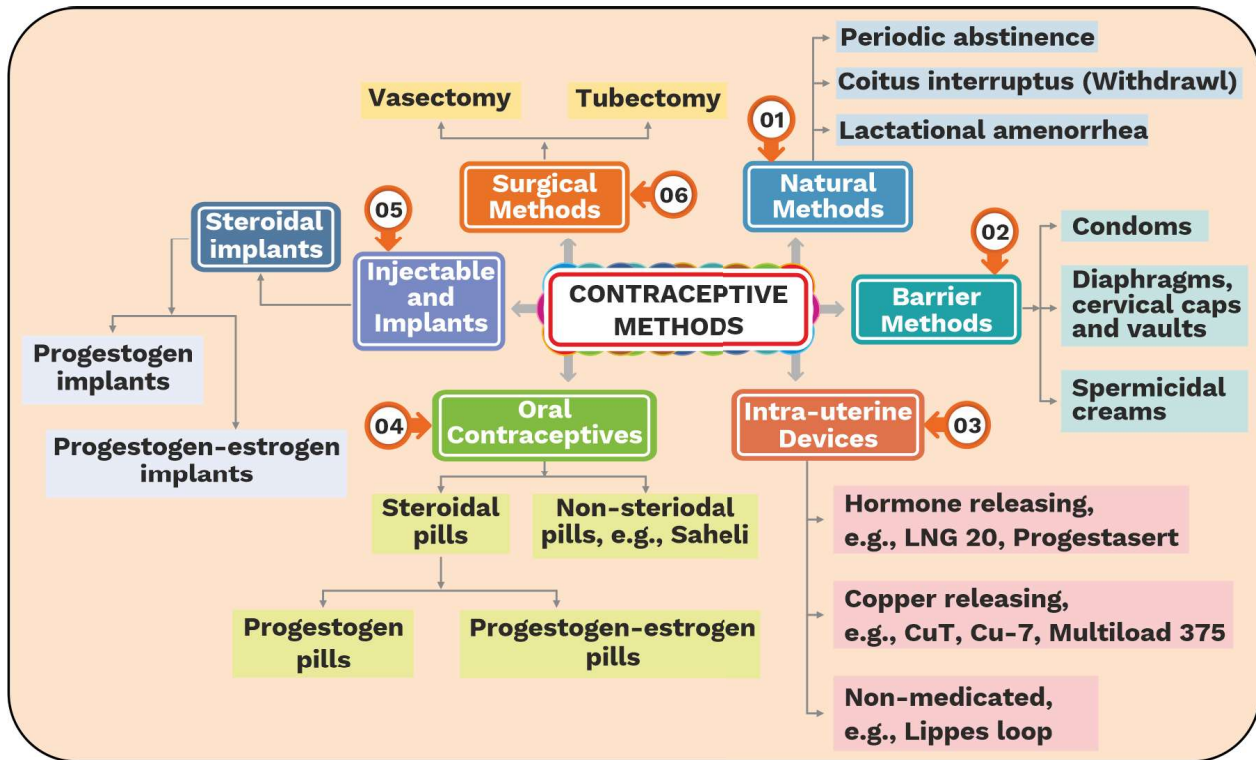 CONTRACEPTIVE
METHODS
01
Natural
Methods
Periodic abstinence
Coitus interruptus (Withdrawl)
Lactational amenorrhea
02
Barrier
Methods
Condoms
Diaphragms,
cervical caps
and vaults
Spermicidal
creams
03
Intra-uterine
Devices
Hormone releasing,
e.g., LNG 20, Progestasert
Copper releasing,
e.g., CuT, Cu-7, Multiload 375
Non-medicated,
e.g., Lippes loop
04
Oral
Contraceptives
Steroidal
pills
Non-steriodal
pills, e.g., Saheli
Progestogen
pills
Progestogen-estrogen
pills
05
Injectable
and
Implants
Steroidal
implants
Progestogen
implants
Progestogen-estrogen
implants
06
Surgical
Methods
Vasectomy
Tubectomy